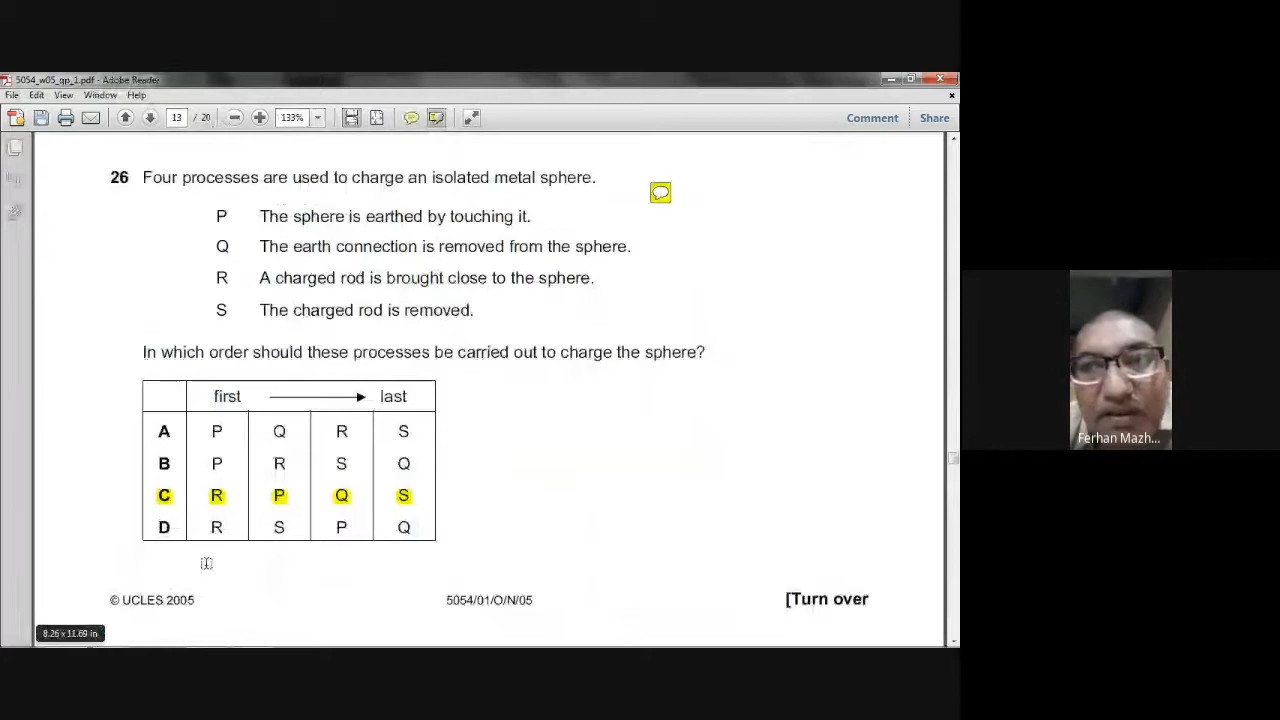 5054_w05_qp_1.pdf - Adobe Reader
File Edit View Window Help
13 / 20 133% Comment Share
26 Four processes are used to charge an isolated metal sphere.
P The sphere is earthed by touching it.
Q The earth connection is removed from the sphere.
R A charged rod is brought close to the sphere.
S The charged rod is removed.
In which order should these processes be carried out to charge the sphere?
first last
A P Q R S
B P R S Q
C R P Q S
D R S P Q
© UCLES 2005 5054/01/O/N/05 [Turn over
8.26 x 11.69 in
Ferhan Mazh...